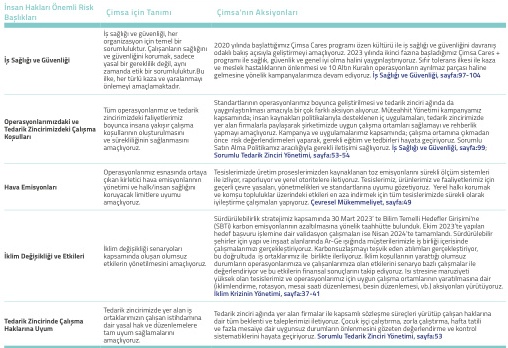 İnsan Hakları Önemli Risk
Başlıkları
Çimsa için Tanımı
Çimsa'nın Aksiyonları
İş Sağlığı ve Güvenliği
İş sağlığı ve güvenliği, her
organizasyon için temel bir
sorumluluktur. Çalışanların sağlığını
ve güvenliğini korumak, sadece
yasal bir gereklilik değil, aynı
zamanda etik bir sorumluluktur.Bu
ilke, her türlü kaza ve yaralanmayı
önlemeyi amaçlamaktadır.
2020 yılında başlattığımız Çimsa Cares programı özen kültürü ile iş sağlığı ve güvenliğini davranış
odaklı bakış açısıyla geliştirmeyi amaçlıyoruz. 2023 yılında ikinci fazına başladığımız Çimsa Cares +
programı ile sağlık, güvenlik ve genel iyi olma halini yaygınlaştırıyoruz. Sıfır tolerans ilkesi ile kaza
ve meslek hastalıklarının önlenmesi ve 10 Altın Kuralın operasyonların ayrılmaz parçası haline
gelmesine yönelik kampanyalarımıza devam ediyoruz. İş Sağlığı ve Güvenliği, sayfa:97-104
Operasyonlarımızdaki ve
Tedarik Zincirimizdeki Çalışma
Koşulları
Tüm operasyonlarımız ve tedarik
zincirimizdeki faliyetlerimiz
boyunca insana yakışır çalışma
koşullarının oluşturulmasını
ve sürekliliğinin sağlanmasını
amaçlıyoruz.
Standartların operasyonlarımız boyunca geliştirilmesi ve tedarik zinciri ağında da
yaygınlaştırılması amacıyla bir çok farklı aksiyon alıyoruz. Müteahhit Yönetimi kampanyamız
kapsamında; insan kaynakları politikalarıyla desteklenen iç uygulamaları, tedarik zincirimizde
yer alan firmalarla paylaşarak şirketimizde uygun çalışma ortamları sağlamayı ve rehberlik
yapmayı amaçlıyoruz. Kampanya ve uygulamalarımız kapsamında; çalışma ortamına çıkmadan
önce risk değerlendirmeleri yaparak, gerekli eğitim ve tedbirleri hayata geçiriyoruz. Sorumlu
Satın Alma Politikamız aracılığıyla gerekli iletişimi sağlıyoruz. İş Sağlığı ve Güvenliği, sayfa:99;
Sorumlu Tedarik Zinciri Yönetimi, sayfa:53-54
Hava Emisyonları
Operasyonlarımız esnasında ortaya
çıkan kirletici hava emisyonlarının
yönetimi ve halk/insan sağlığını
koruyacak limitlere uyumu
amaçlıyoruz.
Tesislerimizde üretim proseslerimizden kaynaklanan toz emisyonlarını sürekli ölçüm sistemleri
ile izliyor, raporluyor ve yerel otoritelere iletiyoruz. Tesislerimiz, ürünlerimiz ve faaliyetlerimiz için
geçerli çevre yasaları, yönetmelikleri ve standartlarına uyumu gözetiyoruz. Yerel halkı korumak
ve komşu topluluklar üzerindeki etkileri en aza indirmek için tüm tesislerimizde sürekli olarak
iyileştirme çalışmaları yapıyoruz. Çevresel Mükemmeliyet, sayfa:49
İklim Değişikliği ve Etkileri
İklim değişikliği senaryoları
kapsamında oluşan olumsuz
etkilerin yönetilmesini amaçlıyoruz.
Sürdürülebilirlik stratejimiz kapsamında 30 Mart 2023' te Bilim Temelli Hedefler Girişimi'ne
(SBTi) karbon emisyonlarının azaltılmasına yönelik taahhütte bulunduk. Ekim 2023'te yapılan
hedef başvuru işlemine dair validation çalışmaları ise Nisan 2024'te tamamlandı. Sürdürülebilir
şehirler için yapı ve inşaat alanlarında Ar-Ge ışığında müşterilerimizle iş birliği içerisinde
çalışmalarımızı gerçekleştiriyoruz. Karbonsuzlaşmayı teşvik eden atılımları gerçekleştiriyor,
bu doğrultuda iş ortaklarımız ile birlikte ilerliyoruz. İklim koşullarının yarattığı olumsuz
durumların operasyonlarımıza ve çalışanlarımıza olan etkilerini senaryo bazlı çalışmalar ile
değerlendiriyor ve bu etkilerin finansal sonuçlarını takip ediyoruz. Isı stresine maruziyeti
yüksek olan tesislerimiz ve operasyonlarımız için uygun çalışma ortamlarının yaratılmasına dair
(iklimlendirme, rotasyon, mesai saati düzenlemesi, besin düzenlemesi, vb.) aksiyonları yürütüyoruz.
İklim Krizinin Yönetimi, sayfa:37-41
Tedarik Zincirinde Çalışma
Haklarına Uyum
Tedarik zincirimizde yer alan iş
ortaklarımızın çalışan istihdamına
dair yasal hak ve düzenlemelere
tam uyum sağlamalarını
amaçlıyoruz.
Tedarik zinciri ağında yer alan firmalar ile kapsamlı sözleşme süreçleri yürütüp çalışan haklarına
dair tüm beklenti ve taleplerimizi iletiyoruz. Çocuk işçi çalıştırma, zorla çalıştırma, hafta tatili
ve fazla mesaiye dair uygunsuz durumların önlenmesini gözeten değerlendirme ve kontrol
sistematiklerini hayata geçiriyoruz. Sorumlu Tedarik Zinciri Yönetimi, sayfa:53